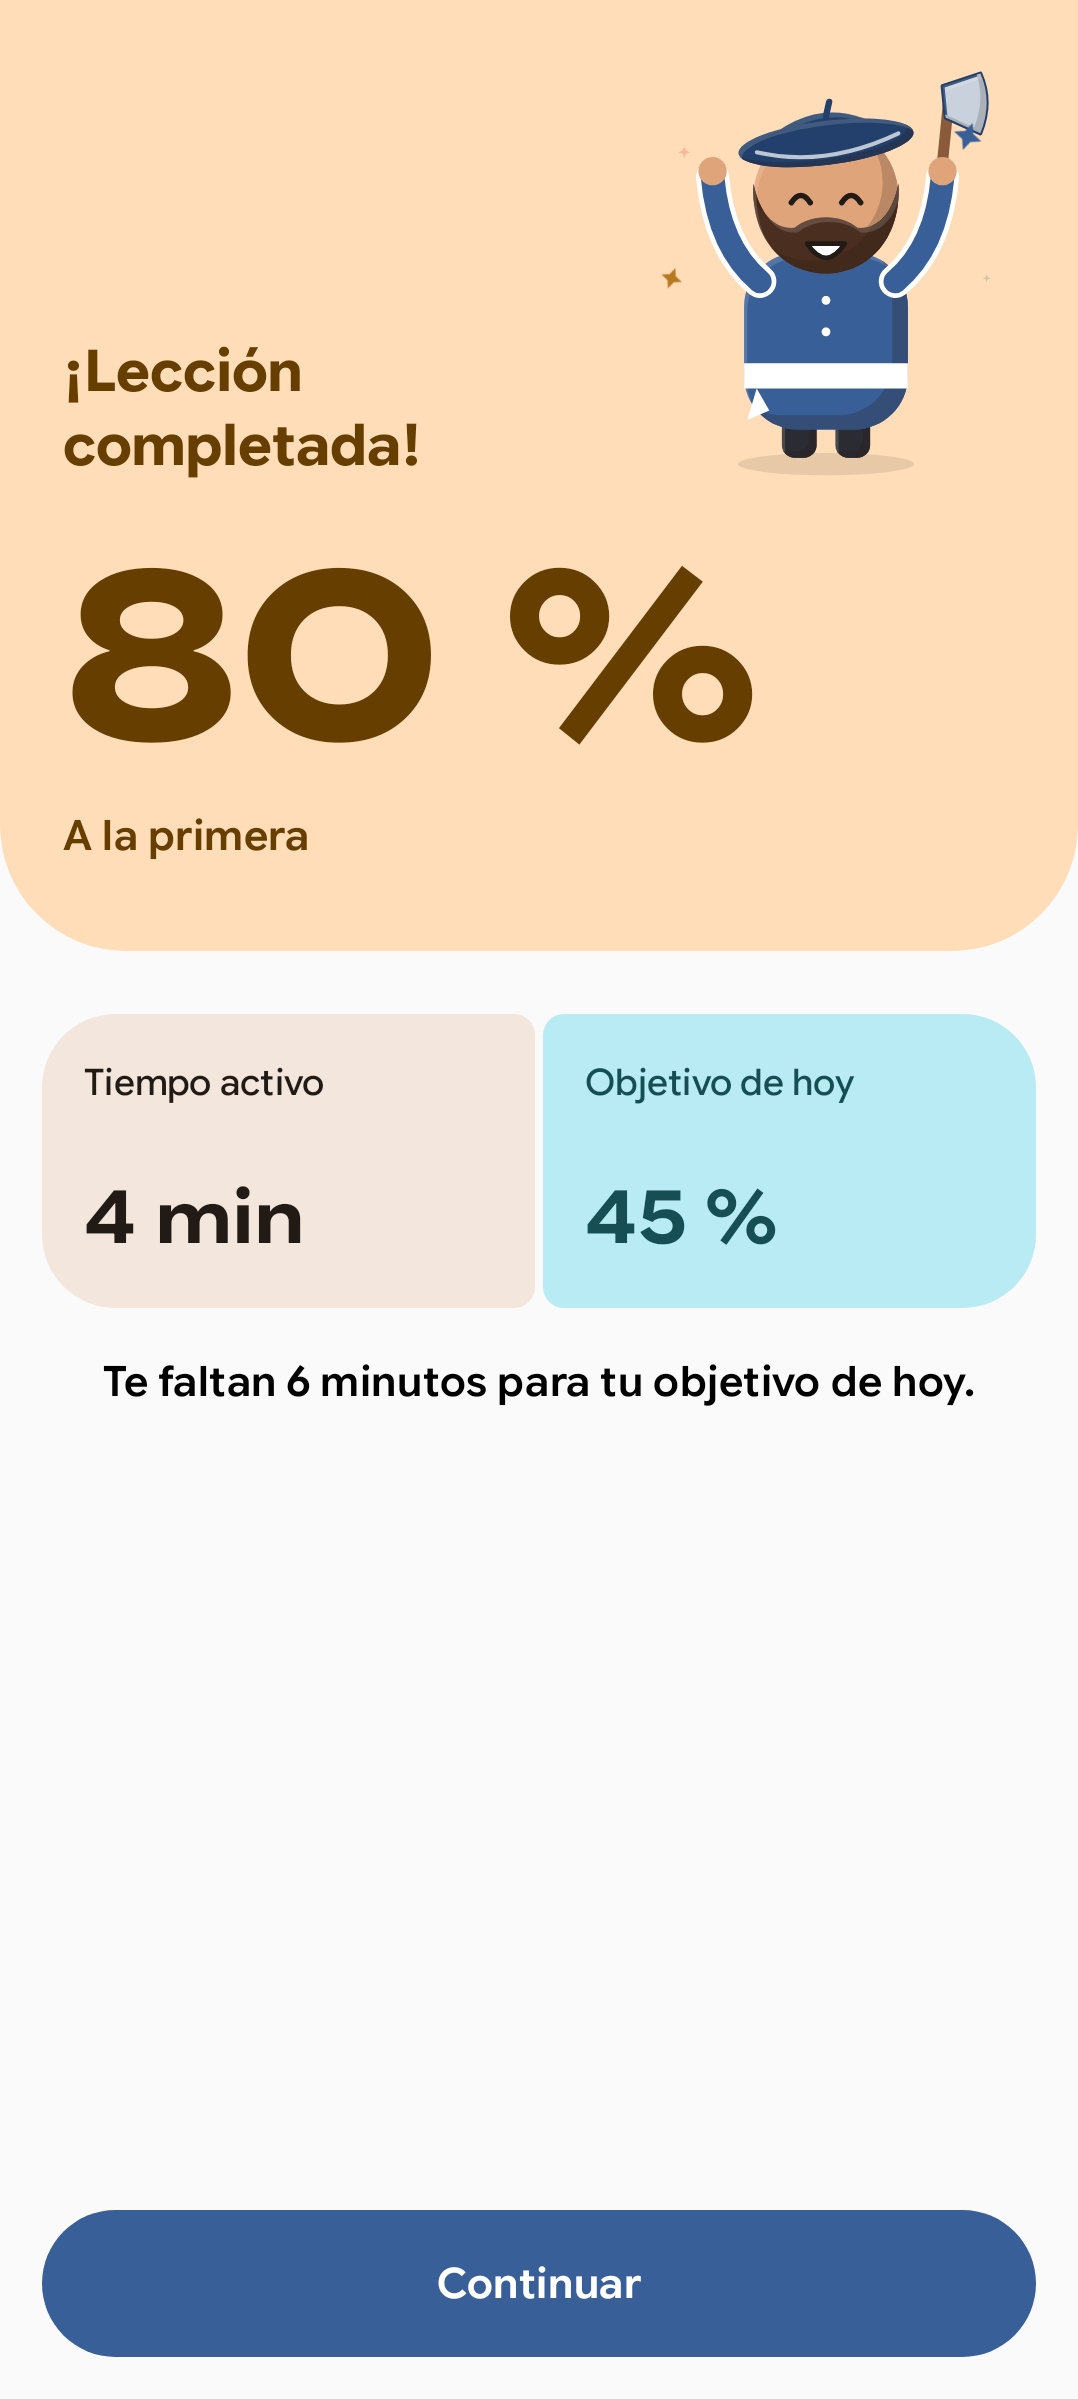 ¡Lección
completada!
80 %
A la primera
Tiempo activo
4 min
Objetivo de hoy
45 %
Te faltan 6 minutos para tu objetivo de hoy.
Continuar